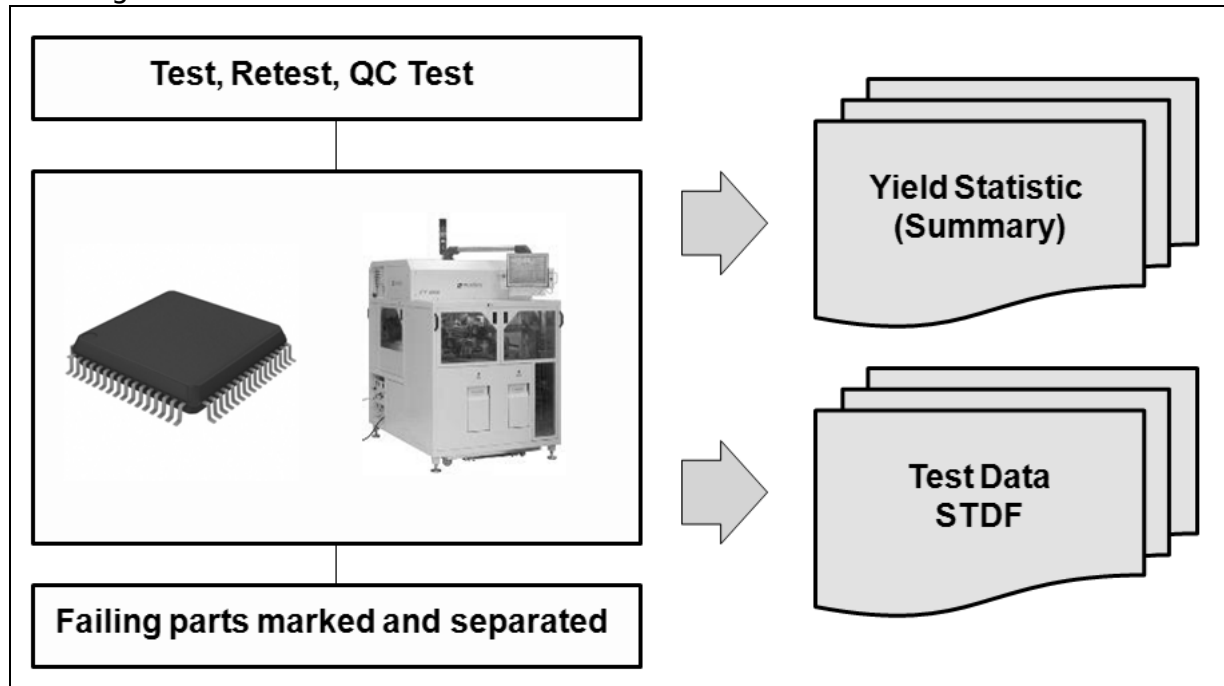 Test, Retest, QC Test
Yield Statistic
(Summary)
Test Data
STDF
Failing parts marked and separated